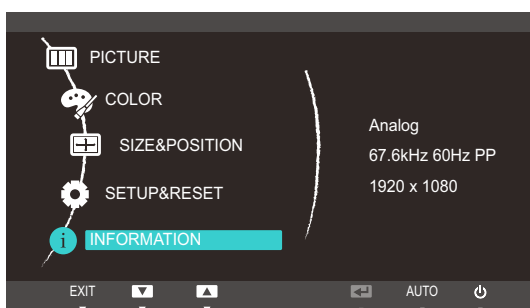 PICTURE
COLOR
SIZE&POSITION
SETUP&RESET
INFORMATION
Analog
67.6kHz 60Hz PP
1920 x 1080
EXIT
AUTO